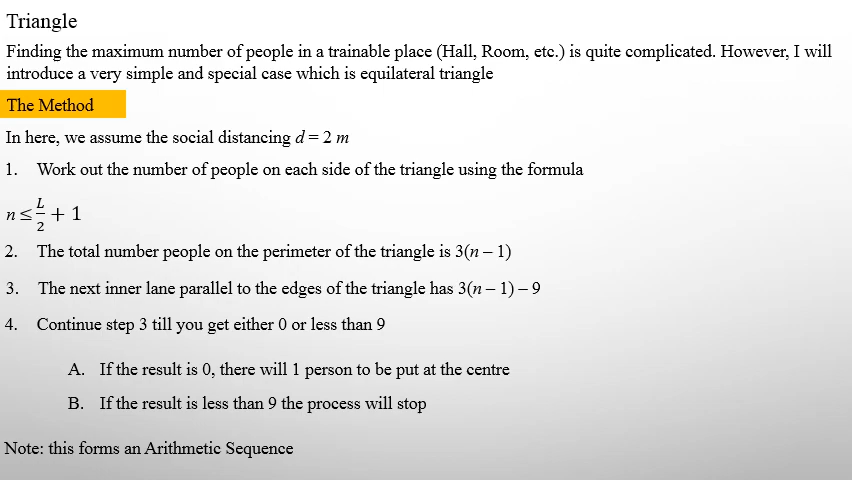 Triangle
Finding the maximum number of people in a trainable place (Hall, Room, etc.) is quite complicated. However, I will
introduce a very simple and special case which is equilateral triangle
The Method
In here, we assume the social distancing d = 2 m
1. Work out the number of people on each side of the triangle using the formula
n ≤ L/2 + 1
2. The total number people on the perimeter of the triangle is 3(n – 1)
3. The next inner lane parallel to the edges of the triangle has 3(n – 1) – 9
4. Continue step 3 till you get either 0 or less than 9
A. If the result is 0, there will 1 person to be put at the centre
B. If the result is less than 9 the process will stop
Note: this forms an Arithmetic Sequence